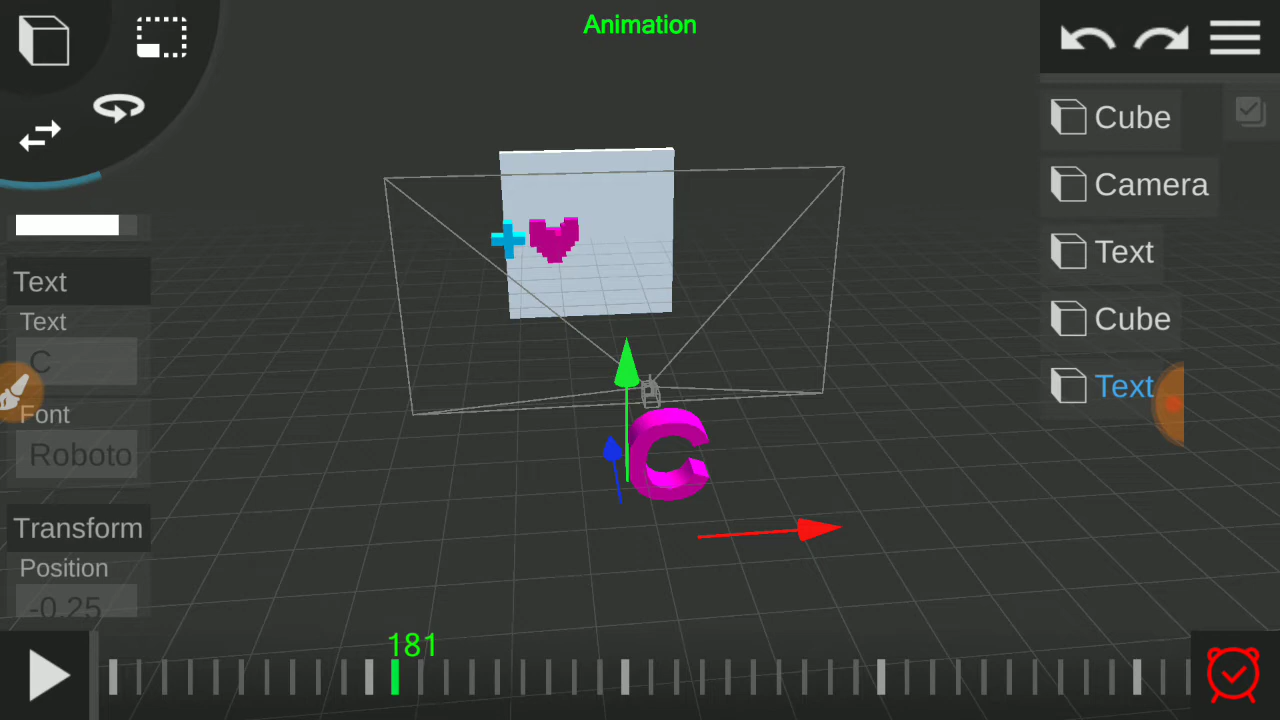 Animation
Cube
Camera
Text
Cube
Text
Text
Text
C
Font
Roboto
Transform
Position
-0.25
181
C